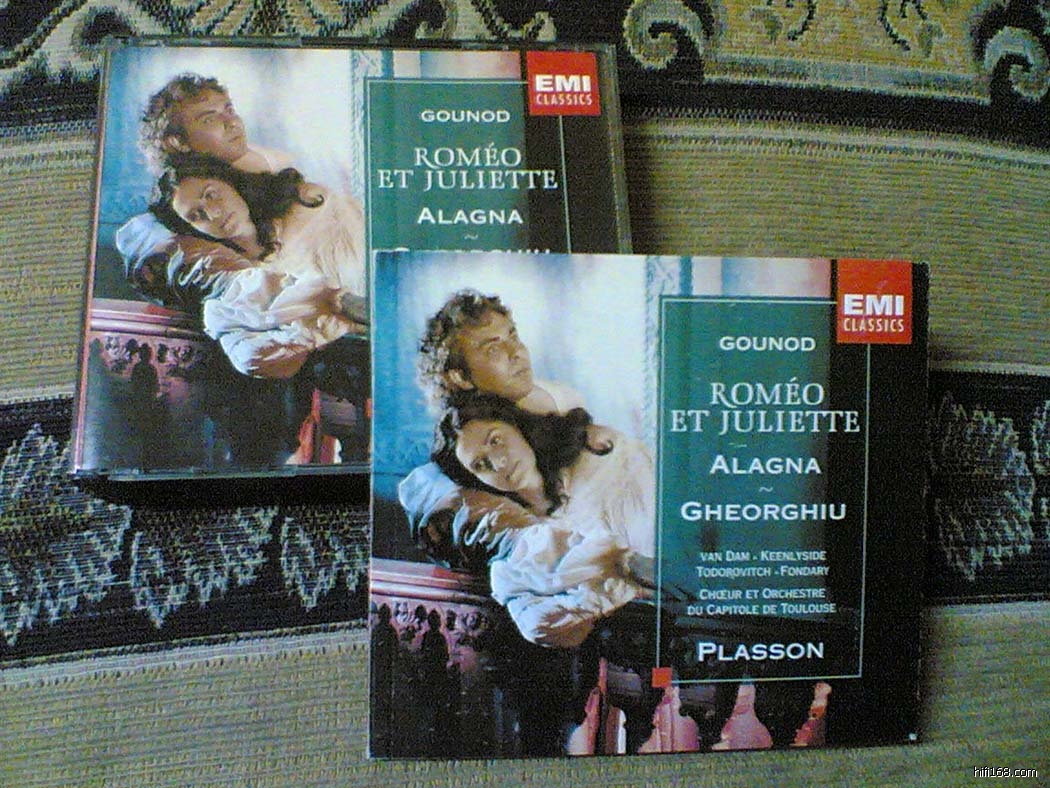 EMI
CLASSICS
GOUNOD
ROMÉO
ET JULIETTE
ALAGNA
~
EMI
CLASSICS
GOUNOD
ROMÉO
ET JULIETTE
ALAGNA
~
GHEORGHIU
VAN DAM · KEENLYSIDE
TODOROVITCH · FONDARY
CHŒUR ET ORCHESTRE
DU CAPITOLE DE TOULOUSE
PLASSON
hifi168.com